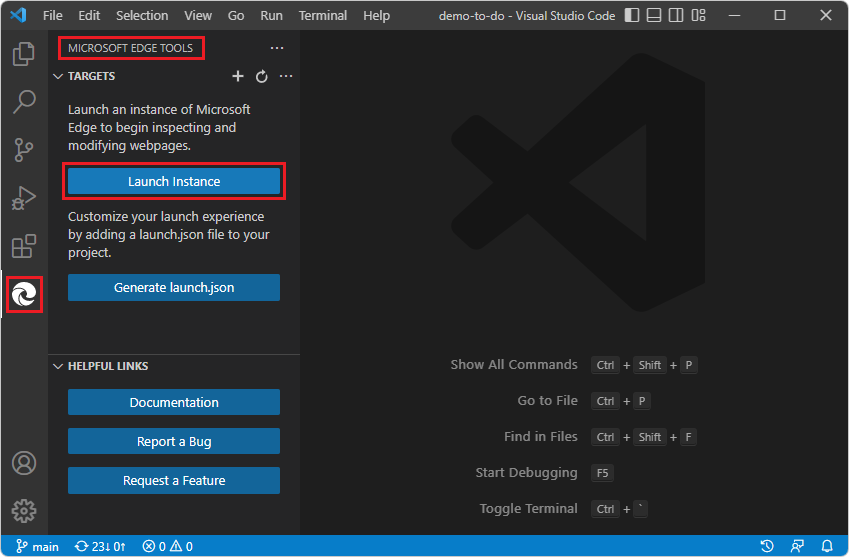 File Edit Selection View Go Run Terminal Help demo-to-do - Visual Studio Code
MICROSOFT EDGE TOOLS
TARGETS
Launch an instance of Microsoft
Edge to begin inspecting and
modifying webpages.
Launch Instance
Customize your launch experience
by adding a launch.json file to your
project.
Generate launch.json
HELPFUL LINKS
Documentation
Report a Bug
Request a Feature
Show All Commands Ctrl + Shift + P
Go to File Ctrl + P
Find in Files Ctrl + Shift + F
Start Debugging F5
Toggle Terminal Ctrl + `
main 23↓ 0↑ 0 0